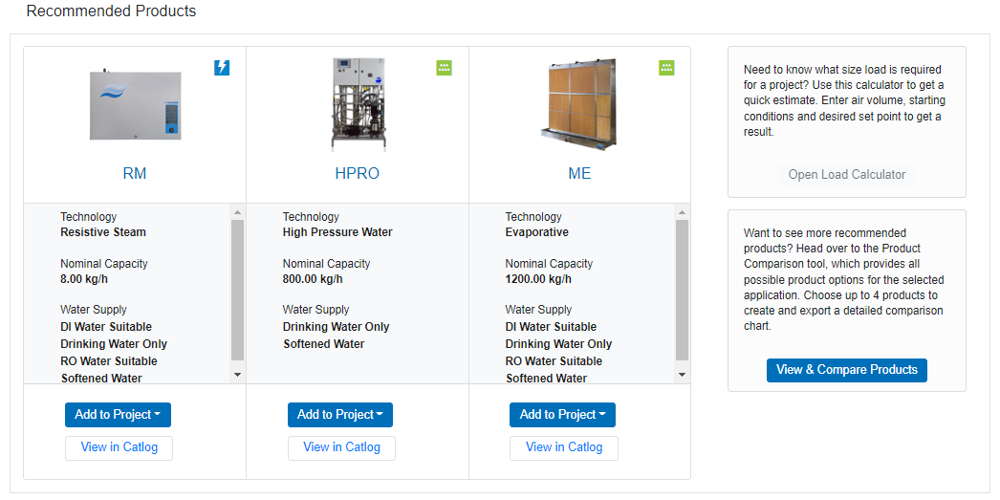 Recommended Products
RM
HPRO
ME
Technology
Resistive Steam
Nominal Capacity
8.00 kg/h
Water Supply
DI Water Suitable
Drinking Water Only
RO Water Suitable
Softened Water
Technology
High Pressure Water
Nominal Capacity
800.00 kg/h
Water Supply
Drinking Water Only
Softened Water
Technology
Evaporative
Nominal Capacity
1200.00 kg/h
Water Supply
DI Water Suitable
Drinking Water Only
RO Water Suitable
Softened Water
Add to Project
View in Catlog
Add to Project
View in Catlog
Add to Project
View in Catlog
Need to know what size load is required
for a project? Use this calculator to get a
quick estimate. Enter air volume, starting
conditions and desired set point to get a
result.
Open Load Calculator
Want to see more recommended
products? Head over to the Product
Comparison tool, which provides all
possible product options for the selected
application. Choose up to 4 products to
create and export a detailed comparison
chart.
View & Compare Products